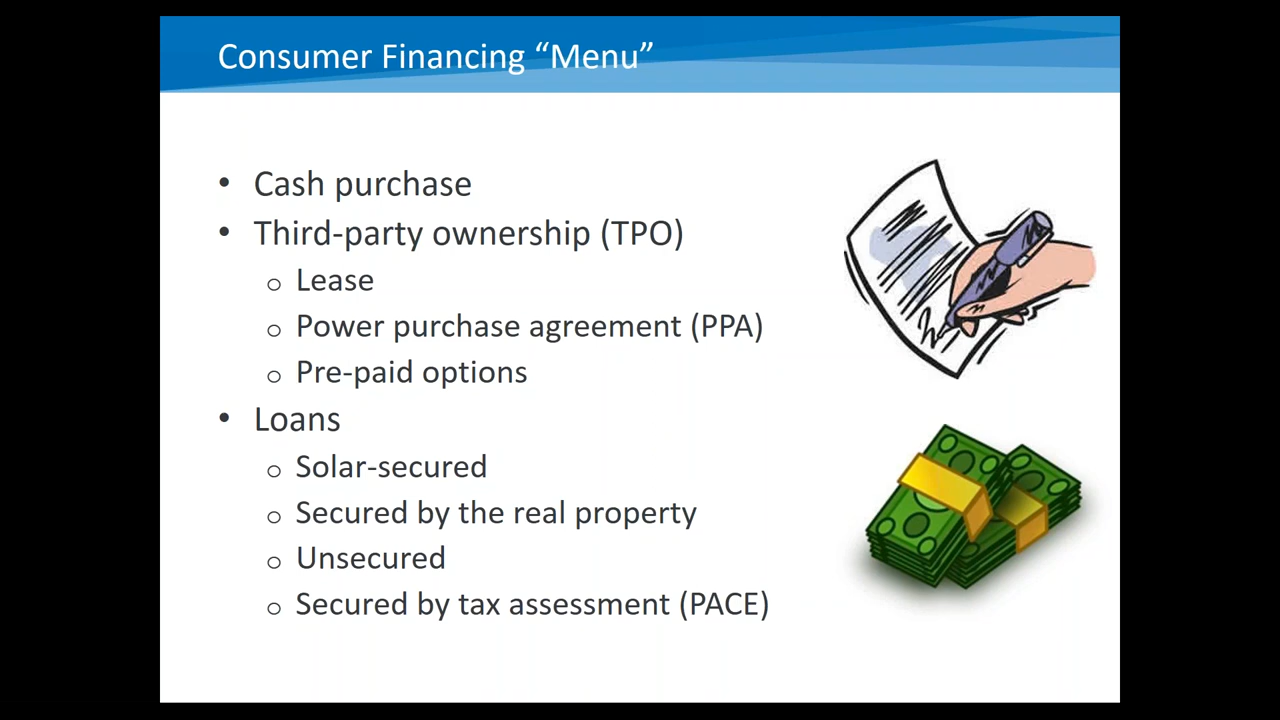 Consumer Financing “Menu”
• Cash purchase
• Third-party ownership (TPO)
o Lease
o Power purchase agreement (PPA)
o Pre-paid options
• Loans
o Solar-secured
o Secured by the real property
o Unsecured
o Secured by tax assessment (PACE)